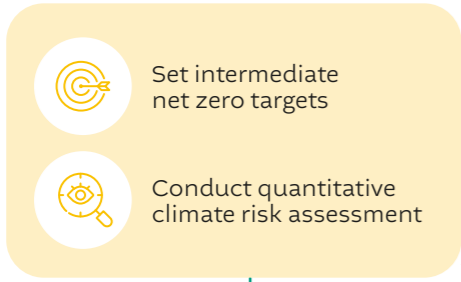 Set intermediate
net zero targets
Conduct quantitative
climate risk assessment